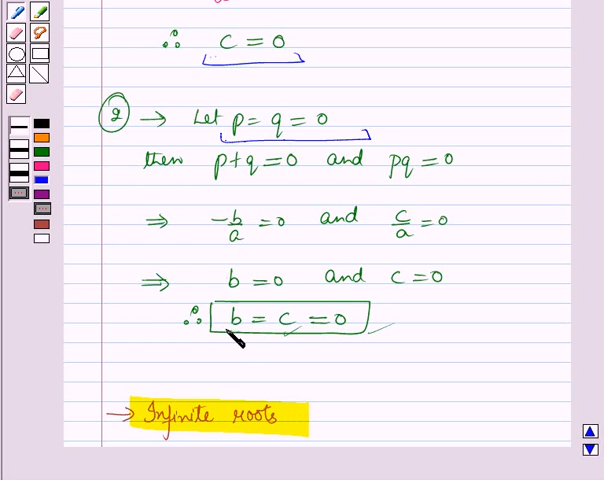 ∴ c = 0
② → Let p = q = 0
then p+q = 0 and pq = 0
⇒ -b/a = 0 and c/a = 0
⇒ b = 0 and c = 0
∴ b = c = 0
→ Infinite roots